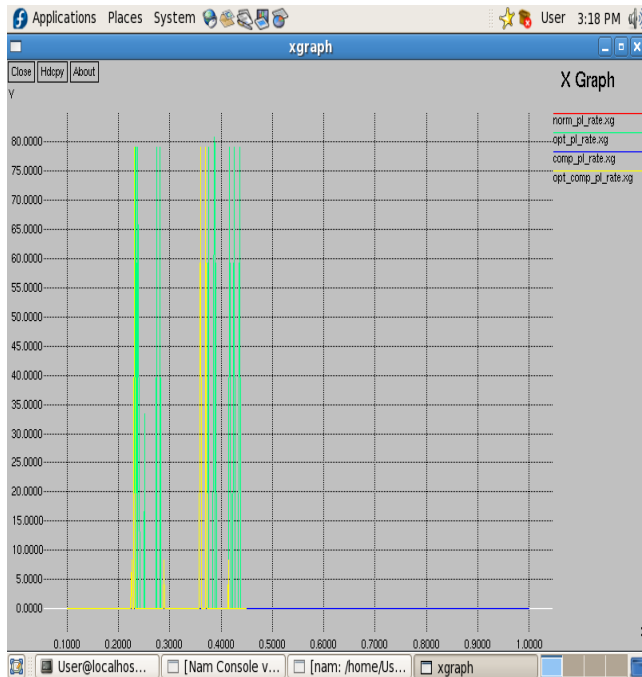 Applications Places System User 3:18 PM
xgraph
Close Hdcpy About
X Graph
Y
norm_pl_rate.xg
opt_pl_rate.xg
comp_pl_rate.xg
opt_comp_pl_rate.xg
80.0000
75.0000
70.0000
65.0000
60.0000
55.0000
50.0000
45.0000
40.0000
35.0000
30.0000
25.0000
20.0000
15.0000
10.0000
5.0000
0.0000
0.1000 0.2000 0.3000 0.4000 0.5000 0.6000 0.7000 0.8000 0.9000 1.0000
User@localhos... [Nam Console v... [nam: /home/Us... xgraph